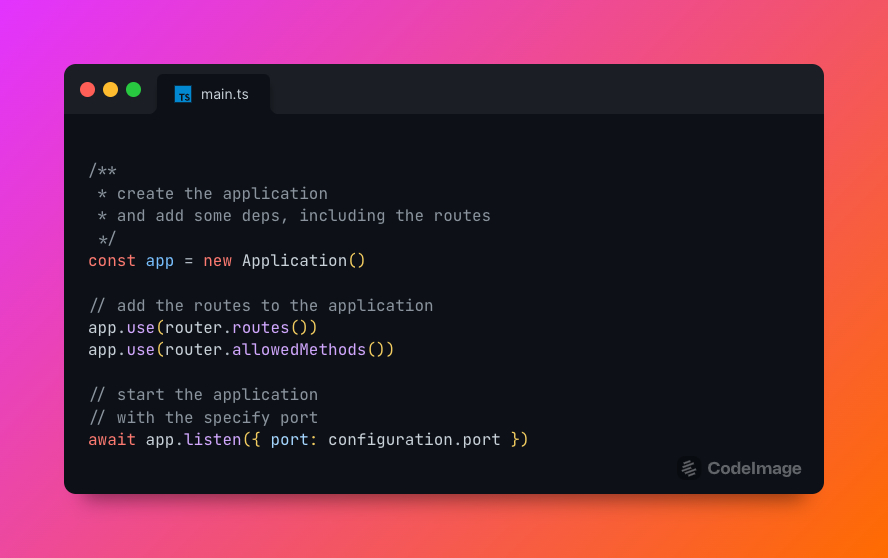 TS main.ts
/**
 * create the application
 * and add some deps, including the routes
 */
const app = new Application()
// add the routes to the application
app.use(router.routes())
app.use(router.allowedMethods())
// start the application
// with the specify port
await app.listen({ port: configuration.port })
CodeImage